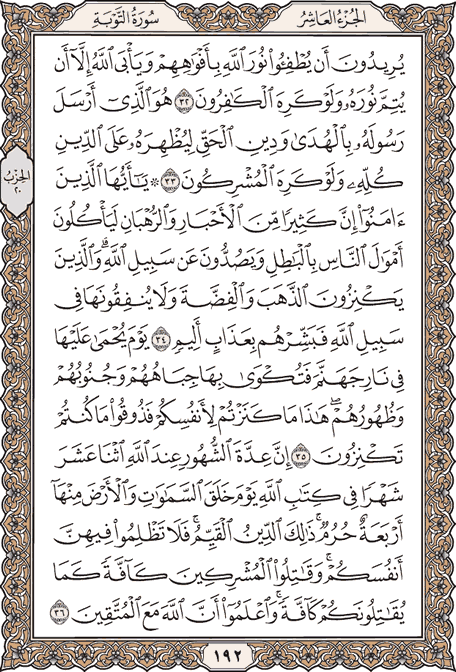 الجزء العاشر
سورة التوبة
يُرِيدُونَ أَن يُطْفِـُٔوا۟ نُورَ ٱللَّهِ بِأَفْوَٰهِهِمْ وَيَأْبَى ٱللَّهُ إِلَّآ أَن
يُتِمَّ نُورَهُۥ وَلَوْ كَرِهَ ٱلْكَٰفِرُونَ ٣٢ هُوَ ٱلَّذِىٓ أَرْسَلَ
رَسُولَهُۥ بِٱلْهُدَىٰ وَدِينِ ٱلْحَقِّ لِيُظْهِرَهُۥ عَلَى ٱلدِّينِ
كُلِّهِۦ وَلَوْ كَرِهَ ٱلْمُشْرِكُونَ ٣٣ ۞ يَٰٓأَيُّهَا ٱلَّذِينَ
ءَامَنُوٓا۟ إِنَّ كَثِيرًا مِّنَ ٱلْأَحْبَارِ وَٱلرُّهْبَانِ لَيَأْكُلُونَ
أَمْوَٰلَ ٱلنَّاسِ بِٱلْبَٰطِلِ وَيَصُدُّونَ عَن سَبِيلِ ٱللَّهِ ۗ وَٱلَّذِينَ
يَكْنِزُونَ ٱلذَّهَبَ وَٱلْفِضَّةَ وَلَا يُنفِقُونَهَا فِى
سَبِيلِ ٱللَّهِ فَبَشِّرْهُم بِعَذَابٍ أَلِيمٍ ٣٤ يَوْمَ يُحْمَىٰ عَلَيْهَا
فِى نَارِ جَهَنَّمَ فَتُكْوَىٰ بِهَا جِبَاهُهُمْ وَجُنُوبُهُمْ
وَظُهُورُهُمْ ۖ هَٰذَا مَا كَنَزْتُمْ لِأَنفُسِكُمْ فَذُوقُوا۟ مَا كُنتُمْ
تَكْنِزُونَ ٣٥ إِنَّ عِدَّةَ ٱلشُّهُورِ عِندَ ٱللَّهِ ٱثْنَا عَشَرَ
شَهْرًا فِى كِتَٰبِ ٱللَّهِ يَوْمَ خَلَقَ ٱلسَّمَٰوَٰتِ وَٱلْأَرْضَ مِنْهَآ
أَرْبَعَةٌ حُرُمٌ ۚ ذَٰلِكَ ٱلدِّينُ ٱلْقَيِّمُ ۚ فَلَا تَظْلِمُوا۟ فِيهِنَّ
أَنفُسَكُمْ ۚ وَقَٰتِلُوا۟ ٱلْمُشْرِكِينَ كَآفَّةً كَمَا
يُقَٰتِلُونَكُمْ كَآفَّةً ۚ وَٱعْلَمُوٓا۟ أَنَّ ٱللَّهَ مَعَ ٱلْمُتَّقِينَ ٣٦
الحزب
٢٠
١٩٢